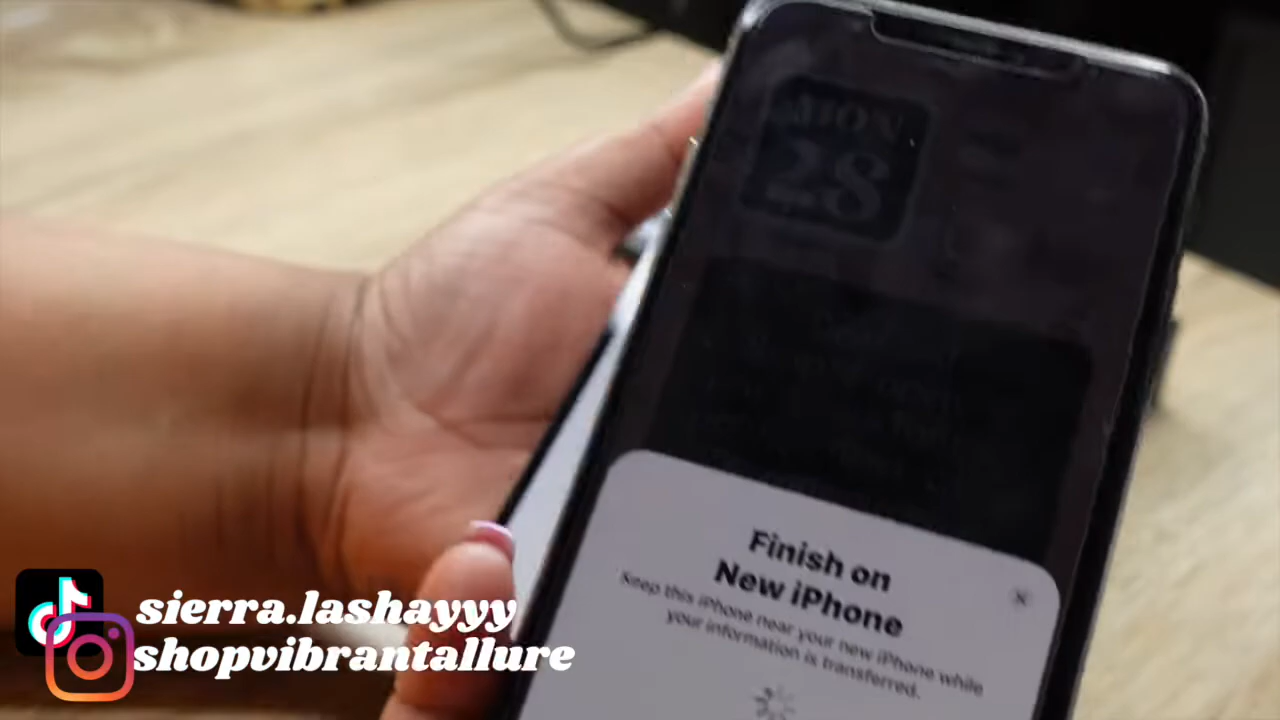 MON
28
Finish on
New iPhone
Keep this iPhone near your new iPhone while
your information is transferred.
sierra.lashayyy
shopvibrantallure